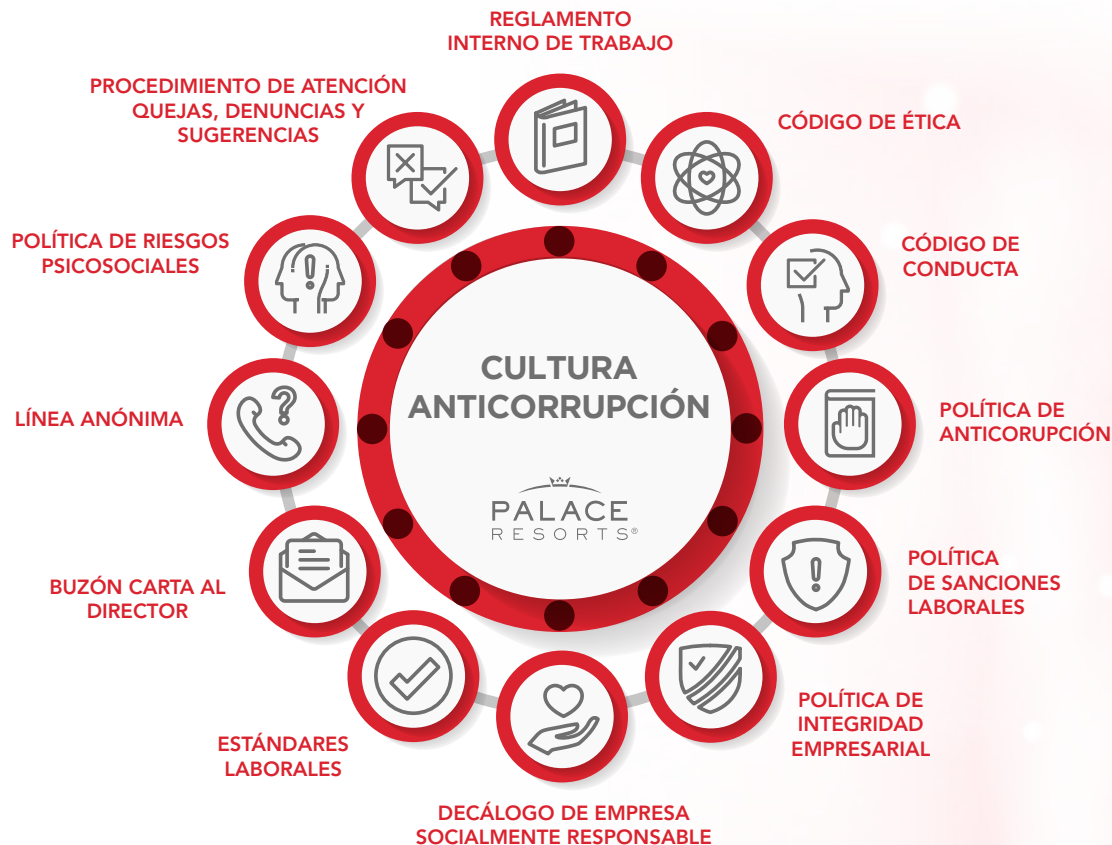 REGLAMENTO
INTERNO DE TRABAJO
CÓDIGO DE ÉTICA
CÓDIGO DE
CONDUCTA
POLÍTICA DE
ANTICORUPCIÓN
POLÍTICA
DE SANCIONES
LABORALES
POLÍTICA DE
INTEGRIDAD
EMPRESARIAL
DECÁLOGO DE EMPRESA
SOCIALMENTE RESPONSABLE
ESTÁNDARES
LABORALES
BUZÓN CARTA AL
DIRECTOR
LÍNEA ANÓNIMA
POLÍTICA DE RIESGOS
PSICOSOCIALES
PROCEDIMIENTO DE ATENCIÓN
QUEJAS, DENUNCIAS Y
SUGERENCIAS
CULTURA
ANTICORRUPCIÓN
PALACE
RESORTS®